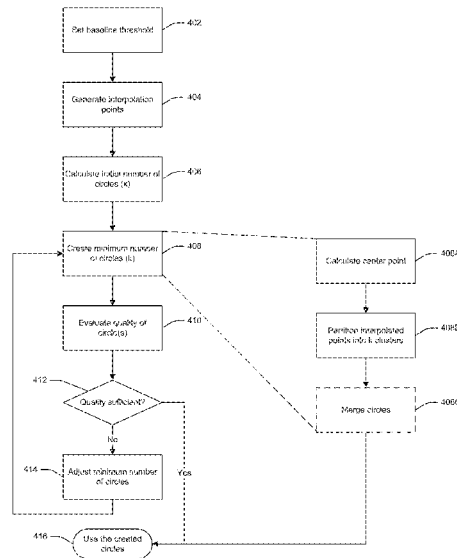 Set baseline threshold
402
Generate interpolation
points
404
Calculate initial number of
circles (k)
406
Create minimum number
of circles (k)
408
Evaluate quality of
circle(s)
410
412
Quality sufficient?
No
Yes
414
Adjust minimum number
of circles
416
Use the created
circles
Calculate center point
408A
Partition interpolated
points into k clusters
408B
Merge circles
408C